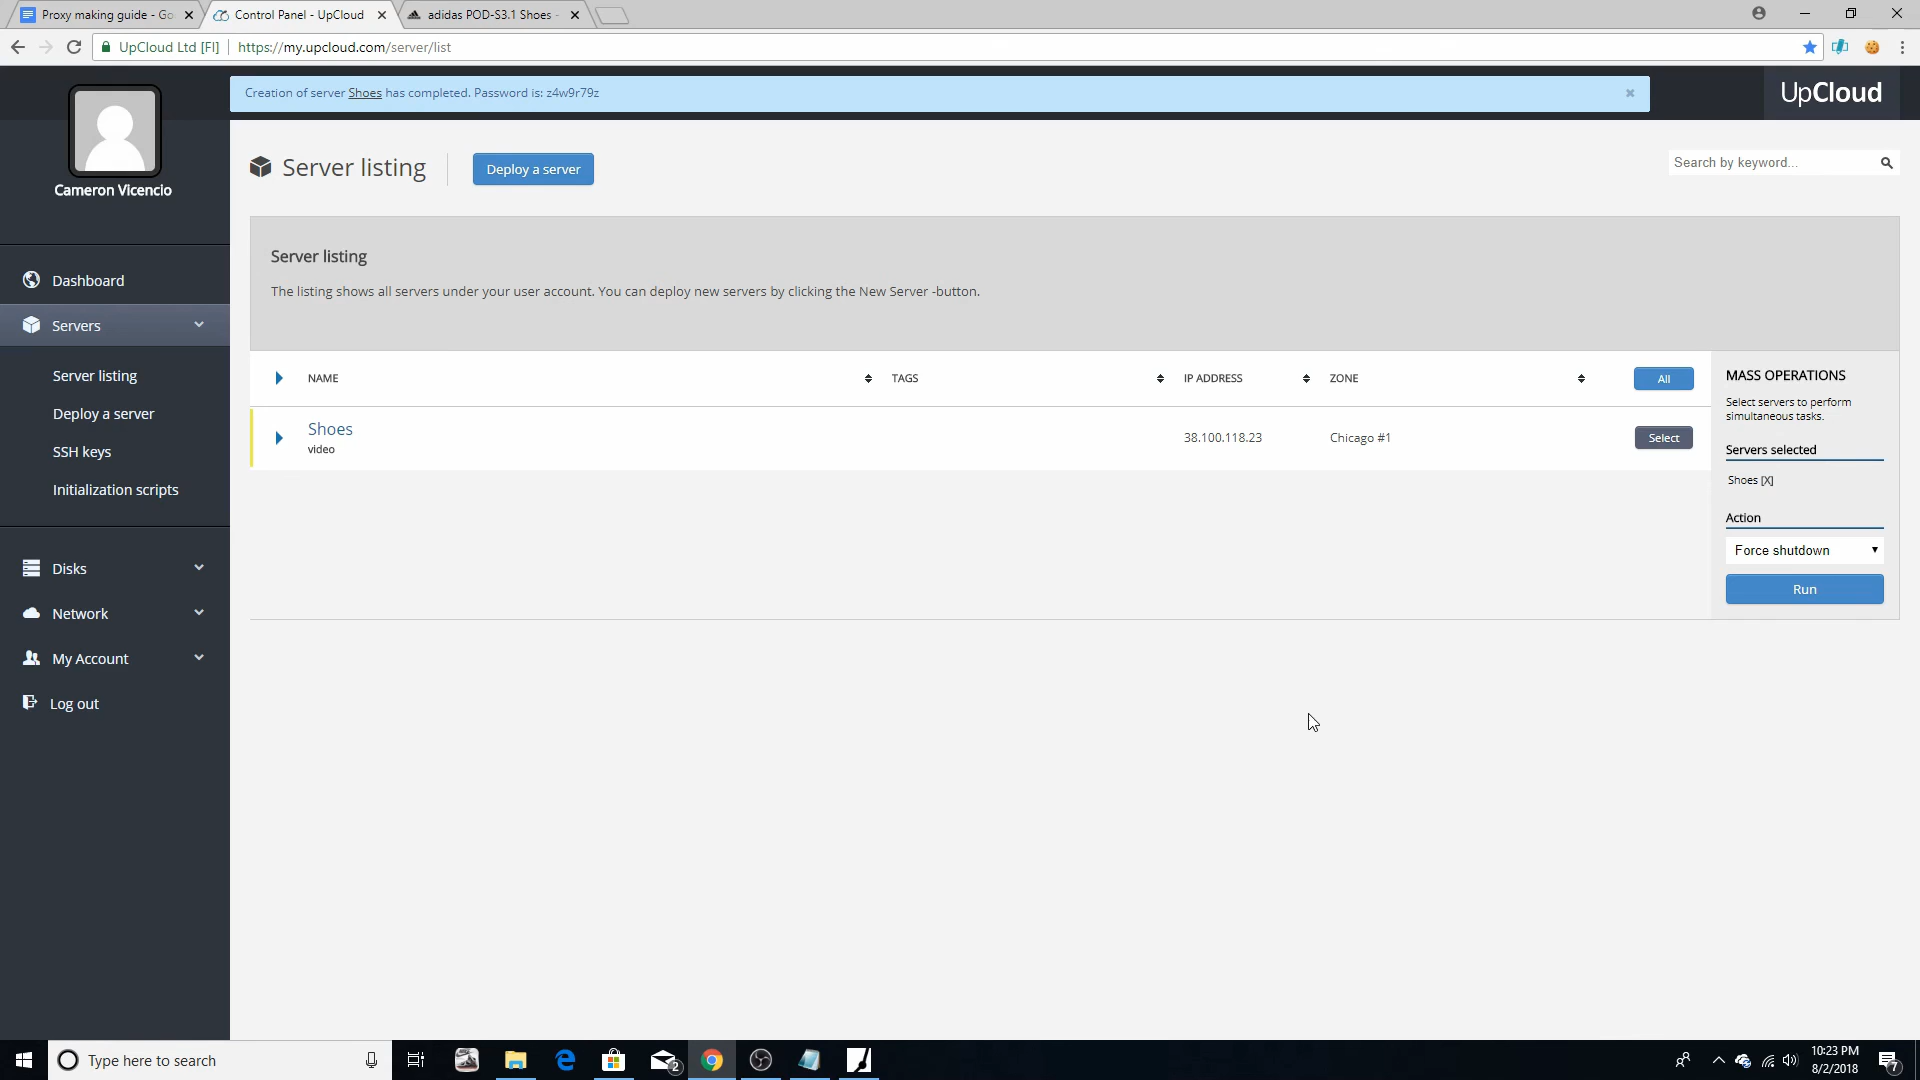 Proxy making guide - Go
Control Panel - UpCloud
adidas POD-S3.1 Shoes -
UpCloud Ltd [FI]
https://my.upcloud.com/server/list
Creation of server Shoes has completed. Password is: z4w9r79z
UpCloud
Cameron Vicencio
Server listing
Deploy a server
Search by keyword...
Server listing
The listing shows all servers under your user account. You can deploy new servers by clicking the New Server -button.
Dashboard
Servers
Server listing
Deploy a server
SSH keys
Initialization scripts
Disks
Network
My Account
Log out
NAME
TAGS
IP ADDRESS
ZONE
All
Shoes
video
38.100.118.23
Chicago #1
Select
MASS OPERATIONS
Select servers to perform
simultaneous tasks.
Servers selected
Shoes [X]
Action
Force shutdown
Run
Type here to search
2
10:23 PM
8/2/2018
7